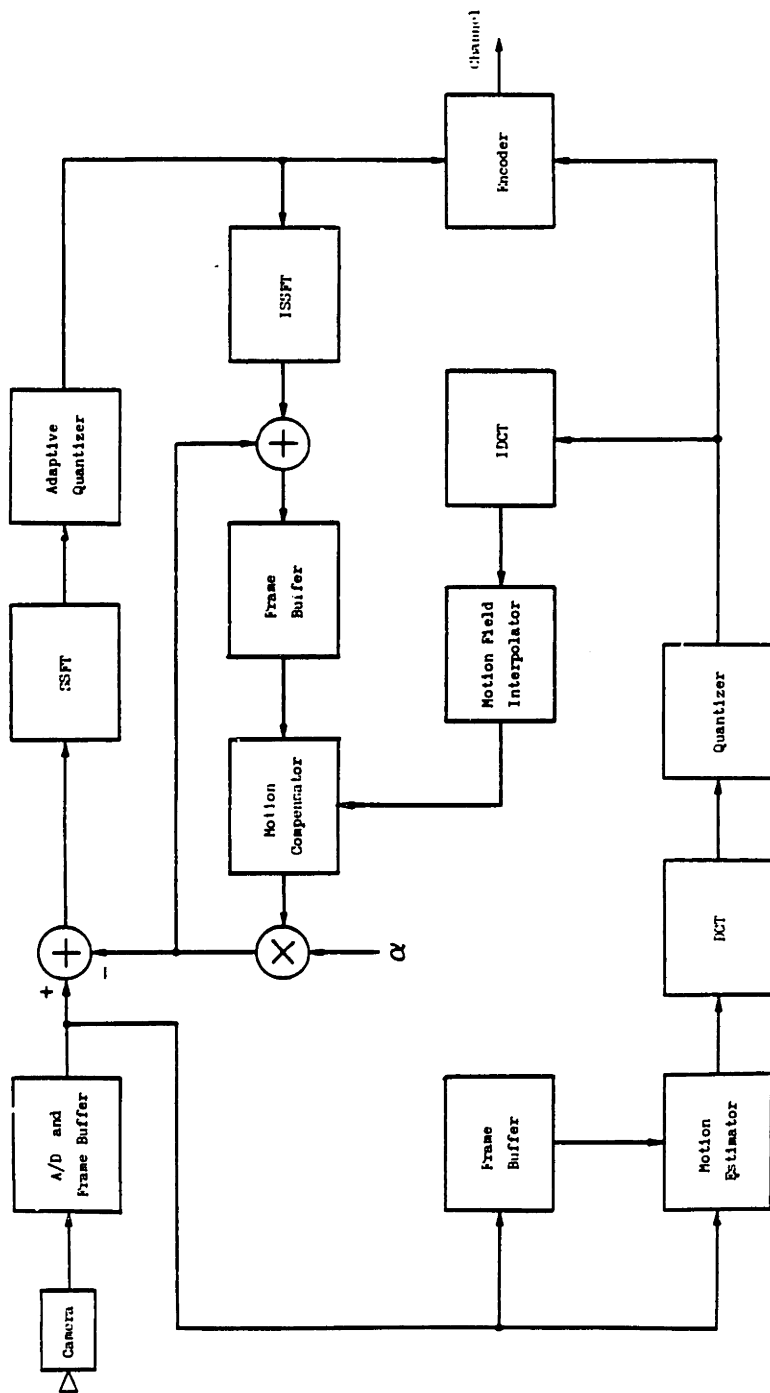 Camera
A/D and
Frame Buffer
+
+
-
SSFT
Adaptive
Quantizer
×
α
Motion
Compensator
Frame
Buffer
+
ISSFT
Motion Field
Interpolator
IDCT
Encoder
Channel
Frame
Buffer
Motion
Estimator
DCT
Quantizer